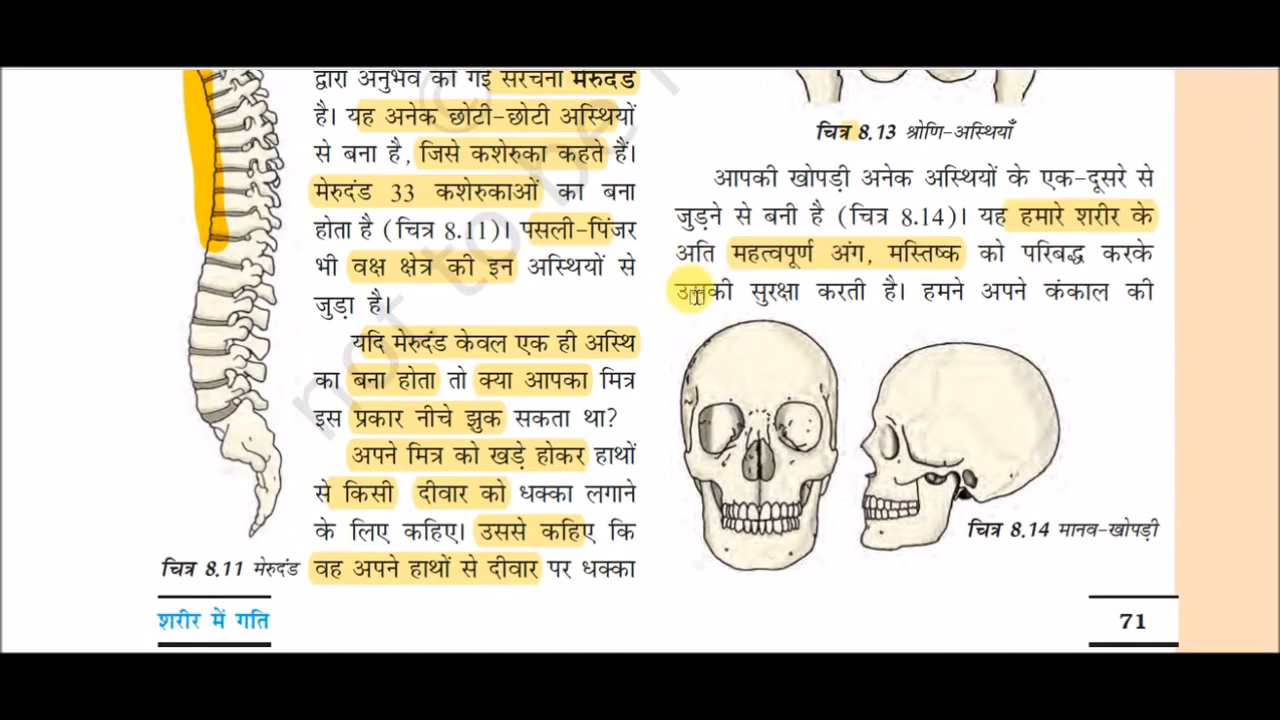 द्वारा अनुभव की गई संरचना मेरुदंड
है। यह अनेक छोटी-छोटी अस्थियों
से बना है, जिसे कशेरुका कहते हैं।
मेरुदंड 33 कशेरुकाओं का बना
होता है (चित्र 8.11)। पसली-पिंजर
भी वक्ष क्षेत्र की इन अस्थियों से
जुड़ा है।
यदि मेरुदंड केवल एक ही अस्थि
का बना होता तो क्या आपका मित्र
इस प्रकार नीचे झुक सकता था?
अपने मित्र को खड़े होकर हाथों
से किसी दीवार को धक्का लगाने
के लिए कहिए। उससे कहिए कि
वह अपने हाथों से दीवार पर धक्का
चित्र 8.11 मेरुदंड
चित्र 8.13 श्रोणि-अस्थियाँ
आपकी खोपड़ी अनेक अस्थियों के एक-दूसरे से
जुड़ने से बनी है (चित्र 8.14)। यह हमारे शरीर के
अति महत्वपूर्ण अंग, मस्तिष्क को परिबद्ध करके
उसकी सुरक्षा करती है। हमने अपने कंकाल की
चित्र 8.14 मानव-खोपड़ी
शरीर में गति
71
© not to be